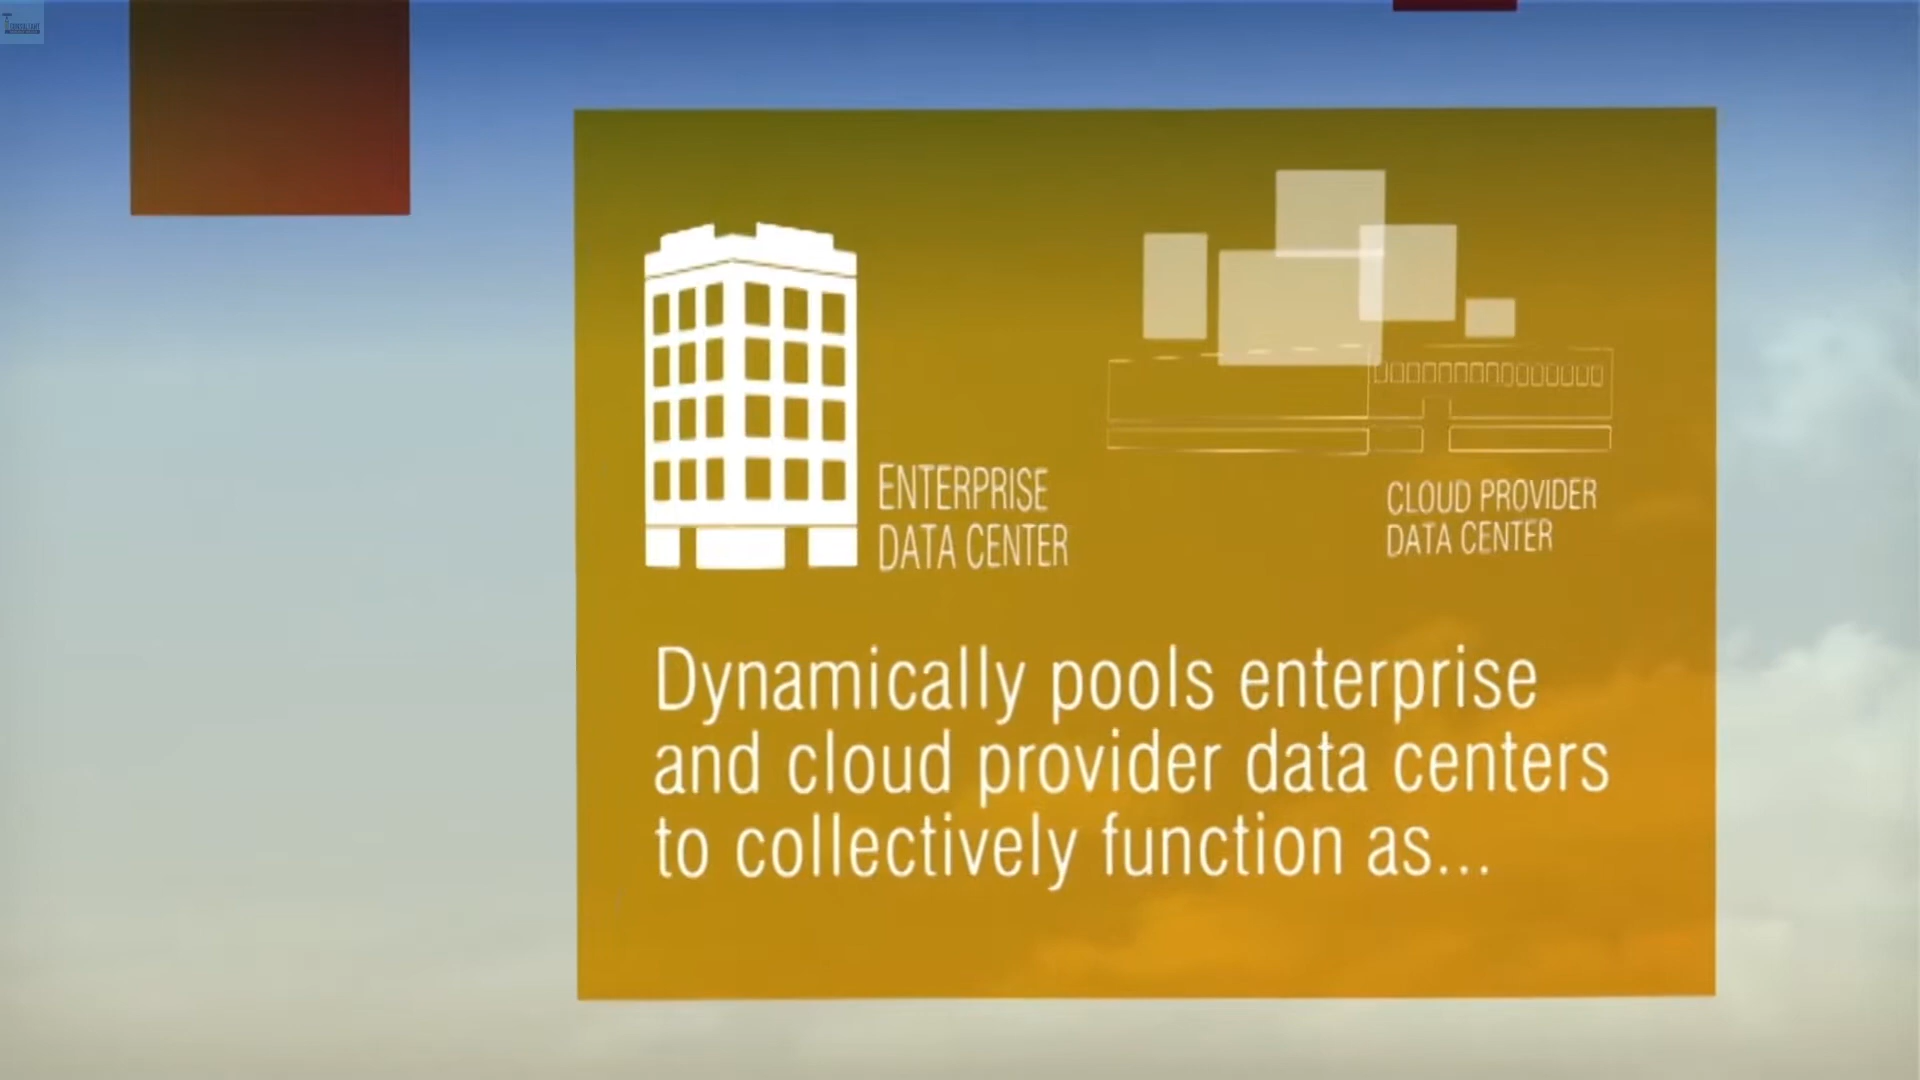 CONSULTANT
ENTERPRISE
DATA CENTER
CLOUD PROVIDER
DATA CENTER
Dynamically pools enterprise
and cloud provider data centers
to collectively function as...